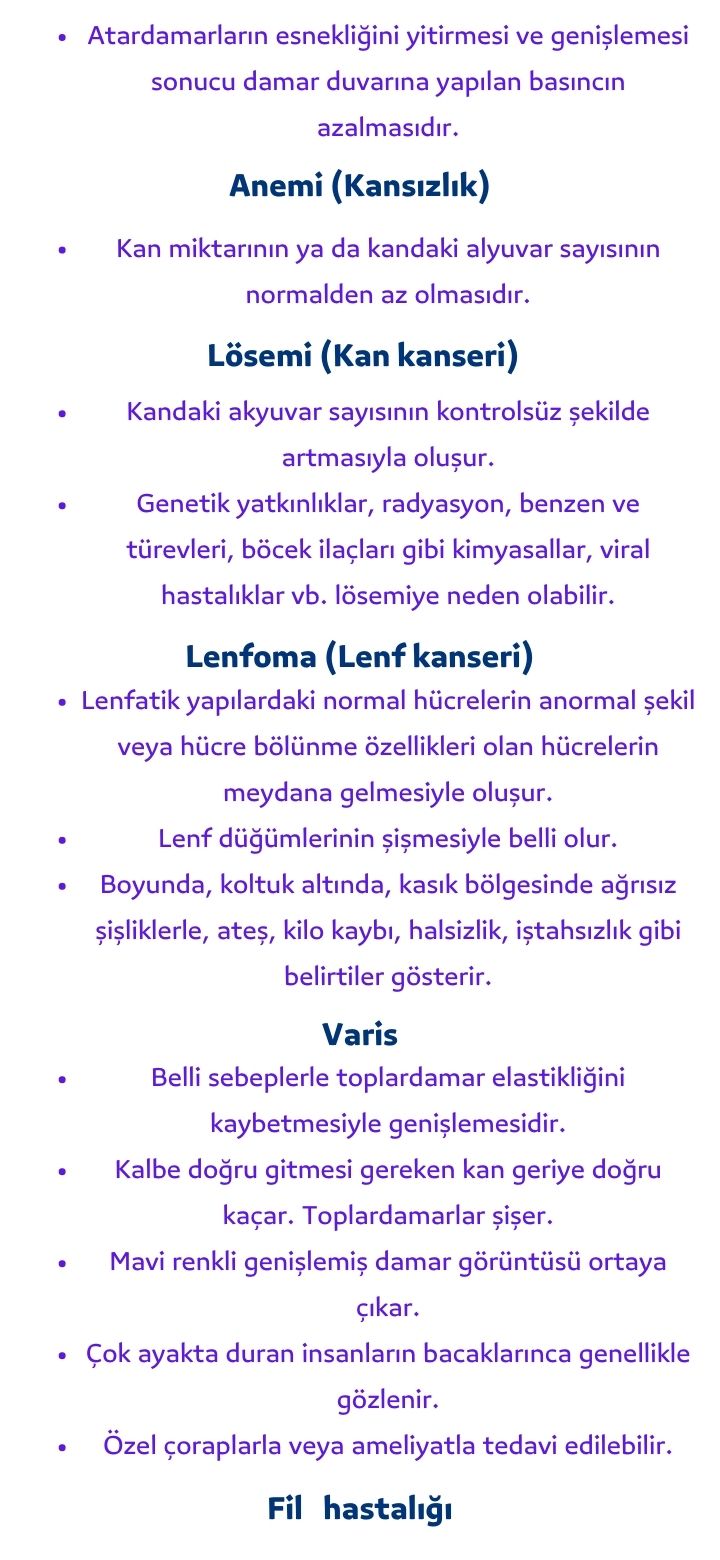 • Atardamarların esnekliğini yitirmesi ve genişlemesi
sonucu damar duvarına yapılan basıncın
azalmasıdır.
Anemi (Kansızlık)
• Kan miktarının ya da kandaki alyuvar sayısının
normalden az olmasıdır.
Lösemi (Kan kanseri)
• Kandaki akyuvar sayısının kontrolsüz şekilde
artmasıyla oluşur.
• Genetik yatkınlıklar, radyasyon, benzen ve
türevleri, böcek ilaçları gibi kimyasallar, viral
hastalıklar vb. lösemiye neden olabilir.
Lenfoma (Lenf kanseri)
• Lenfatik yapılardaki normal hücrelerin anormal şekil
veya hücre bölünme özellikleri olan hücrelerin
meydana gelmesiyle oluşur.
• Lenf düğümlerinin şişmesiyle belli olur.
• Boyunda, koltuk altında, kasık bölgesinde ağrısız
şişliklerle, ateş, kilo kaybı, halsizlik, iştahsızlık gibi
belirtiler gösterir.
Varis
• Belli sebeplerle toplardamar elastikliğini
kaybetmesiyle genişlemesidir.
• Kalbe doğru gitmesi gereken kan geriye doğru
kaçar. Toplardamarlar şişer.
• Mavi renkli genişlemiş damar görüntüsü ortaya
çıkar.
• Çok ayakta duran insanların bacaklarınca genellikle
gözlenir.
• Özel çoraplarla veya ameliyatla tedavi edilebilir.
Fil hastalığı